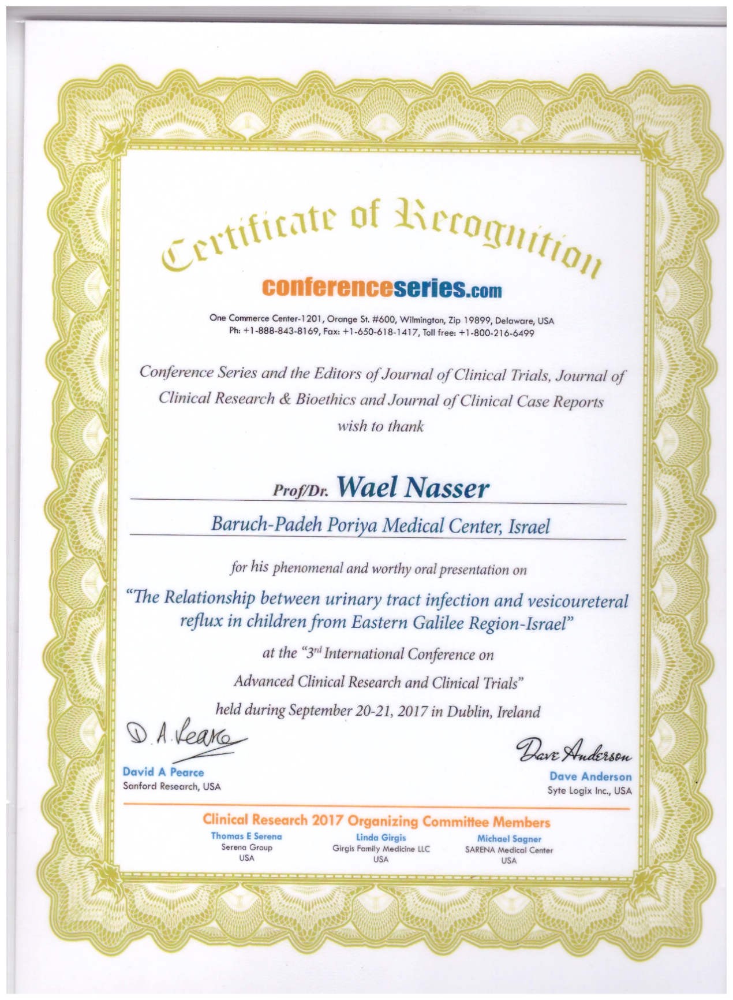 Certificate of Recognition
conferenceseries.com
One Commerce Center-1201, Orange St. #600, Wilmington, Zip 19899, Delaware, USA
Ph: +1-888-843-8169, Fax: +1-650-618-1417, Toll free: +1-800-216-6499
Conference Series and the Editors of Journal of Clinical Trials, Journal of
Clinical Research & Bioethics and Journal of Clinical Case Reports
wish to thank
Prof/Dr. Wael Nasser
Baruch-Padeh Poriya Medical Center, Israel
for his phenomenal and worthy oral presentation on
“The Relationship between urinary tract infection and vesicoureteral
reflux in children from Eastern Galilee Region-Israel”
at the “3rd International Conference on
Advanced Clinical Research and Clinical Trials”
held during September 20-21, 2017 in Dublin, Ireland
D. A. Pearce
David A Pearce
Sanford Research, USA
Dave Anderson
Dave Anderson
Syte Logix Inc., USA
Clinical Research 2017 Organizing Committee Members
Thomas E Serena
Serena Group
USA
Linda Girgis
Girgis Family Medicine LLC
USA
Michael Sagner
SARENA Medical Center
USA